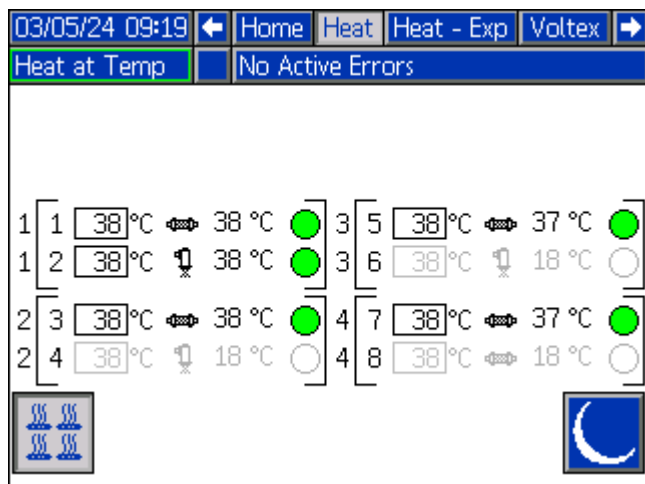 03/05/24 09:19 Home Heat Heat - Exp Voltex
Heat at Temp No Active Errors
1 1 38 °C 38 °C 3 5 38 °C 37 °C
1 2 38 °C 38 °C 3 6 38 °C 18 °C
2 3 38 °C 38 °C 4 7 38 °C 37 °C
2 4 38 °C 18 °C 4 8 38 °C 18 °C